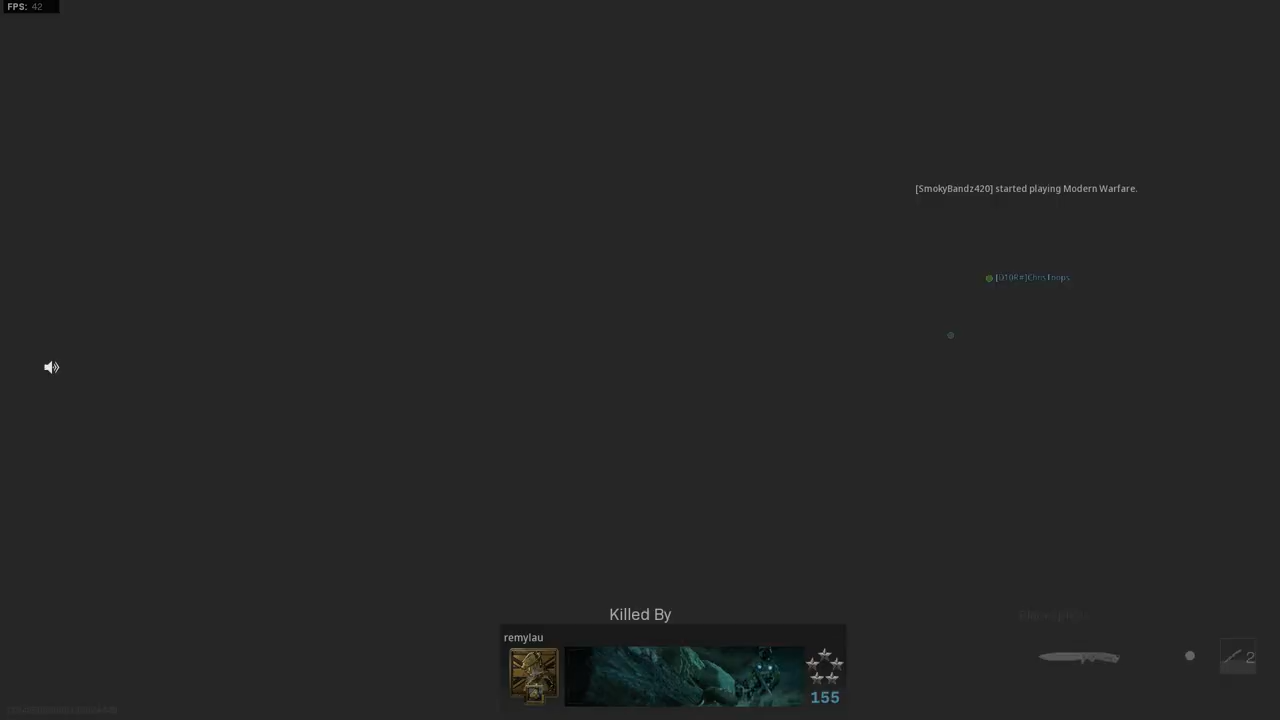 FPS: 42
[SmokyBandz420] started playing Modern Warfare.
Killed By
remylau
155
2